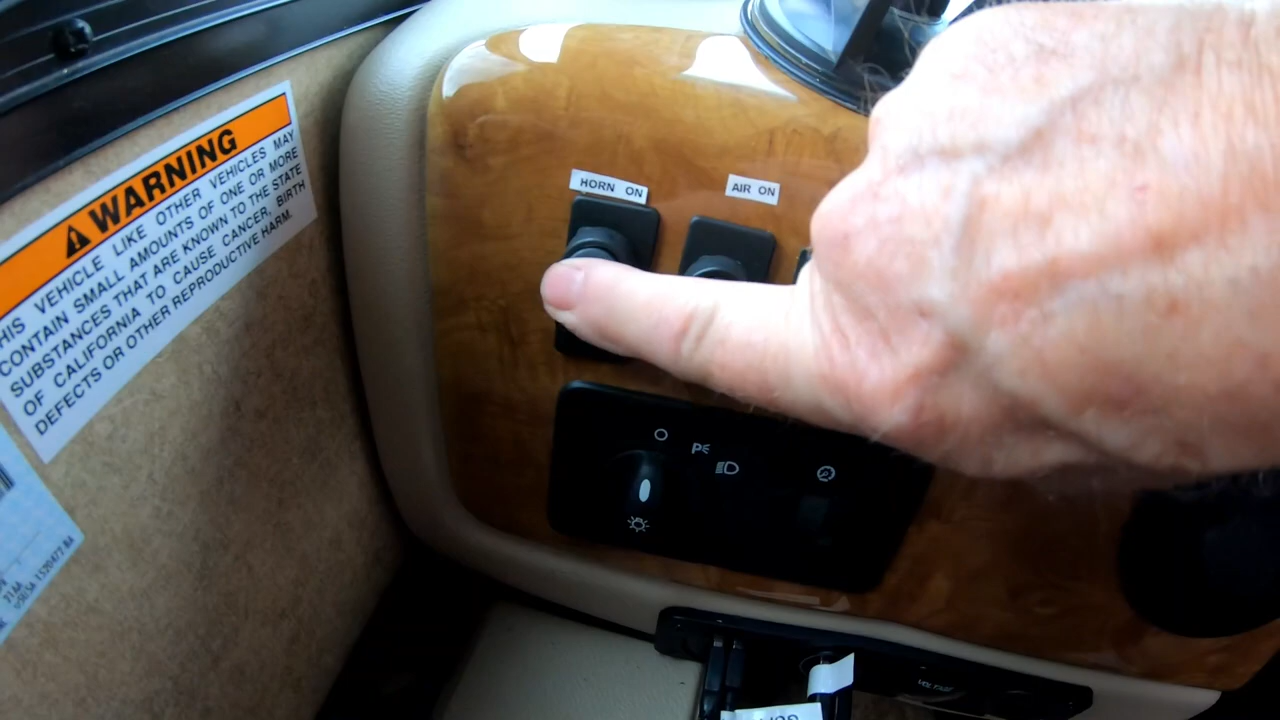 WARNING
THIS VEHICLE LIKE OTHER VEHICLES MAY
CONTAIN SMALL AMOUNTS OF ONE OR MORE
SUBSTANCES THAT ARE KNOWN TO THE STATE
OF CALIFORNIA TO CAUSE CANCER, BIRTH
DEFECTS OR OTHER REPRODUCTIVE HARM.
HORN ON
AIR ON